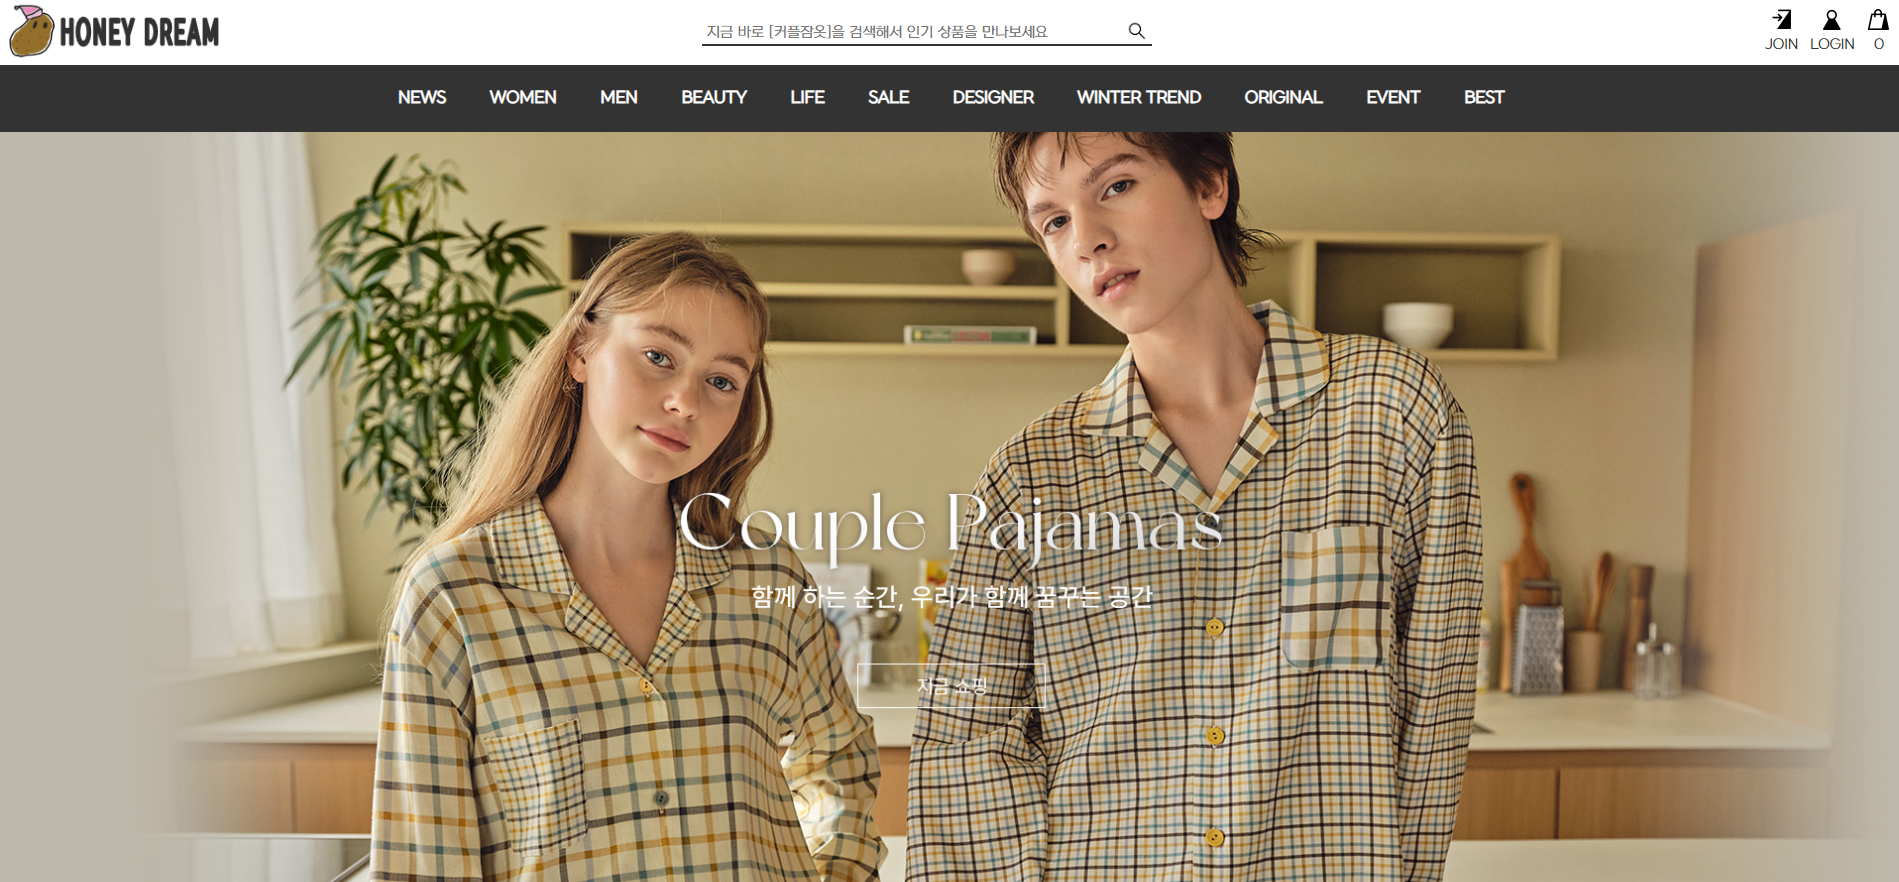 HONEY DREAM
지금 바로 [커플잠옷]을 검색해서 인기 상품을 만나보세요
JOIN LOGIN 0
NEWS WOMEN MEN BEAUTY LIFE SALE DESIGNER WINTER TREND ORIGINAL EVENT BEST
Couple Pajamas
함께 하는 순간, 우리가 함께 꿈꾸는 공간
지금 쇼핑